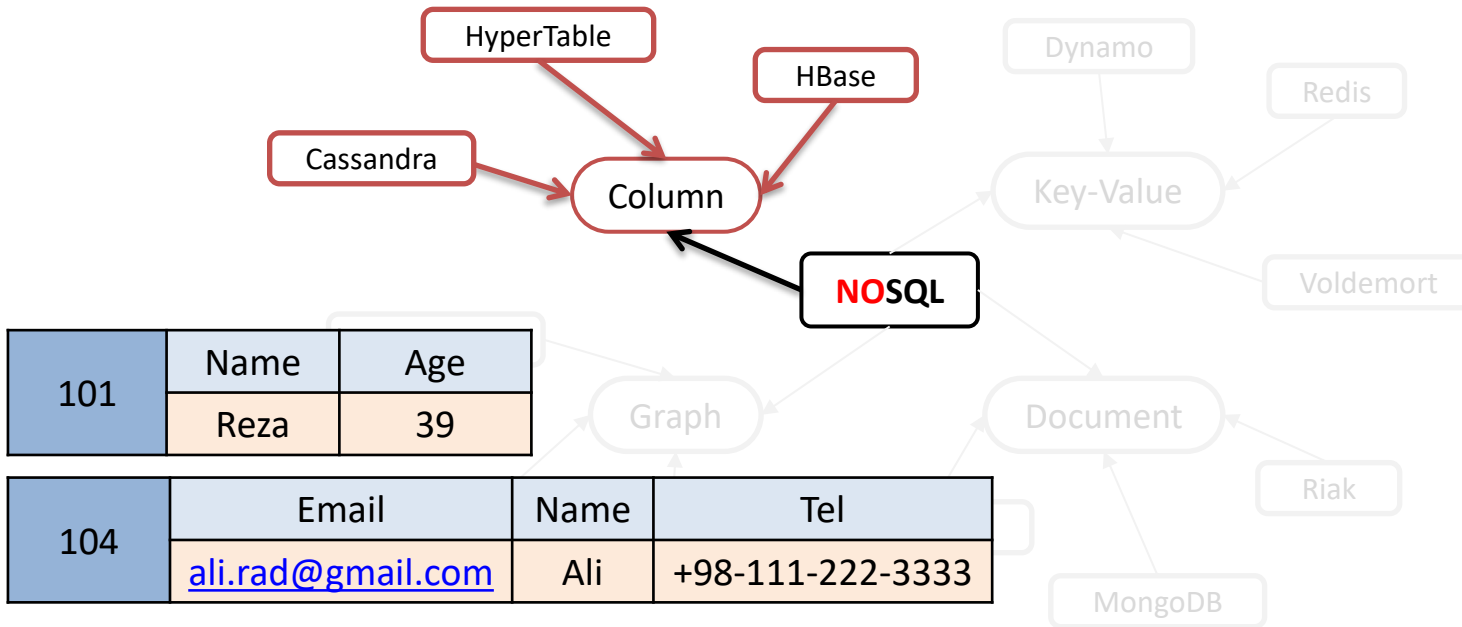 HyperTable
Dynamo
HBase
Redis
Cassandra
Column
Key-Value
NOSQL
Voldemort
101
Name Age
Reza 39
Graph
Document
104
Email Name Tel
ali.rad@gmail.com Ali +98-111-222-3333
Riak
MongoDB